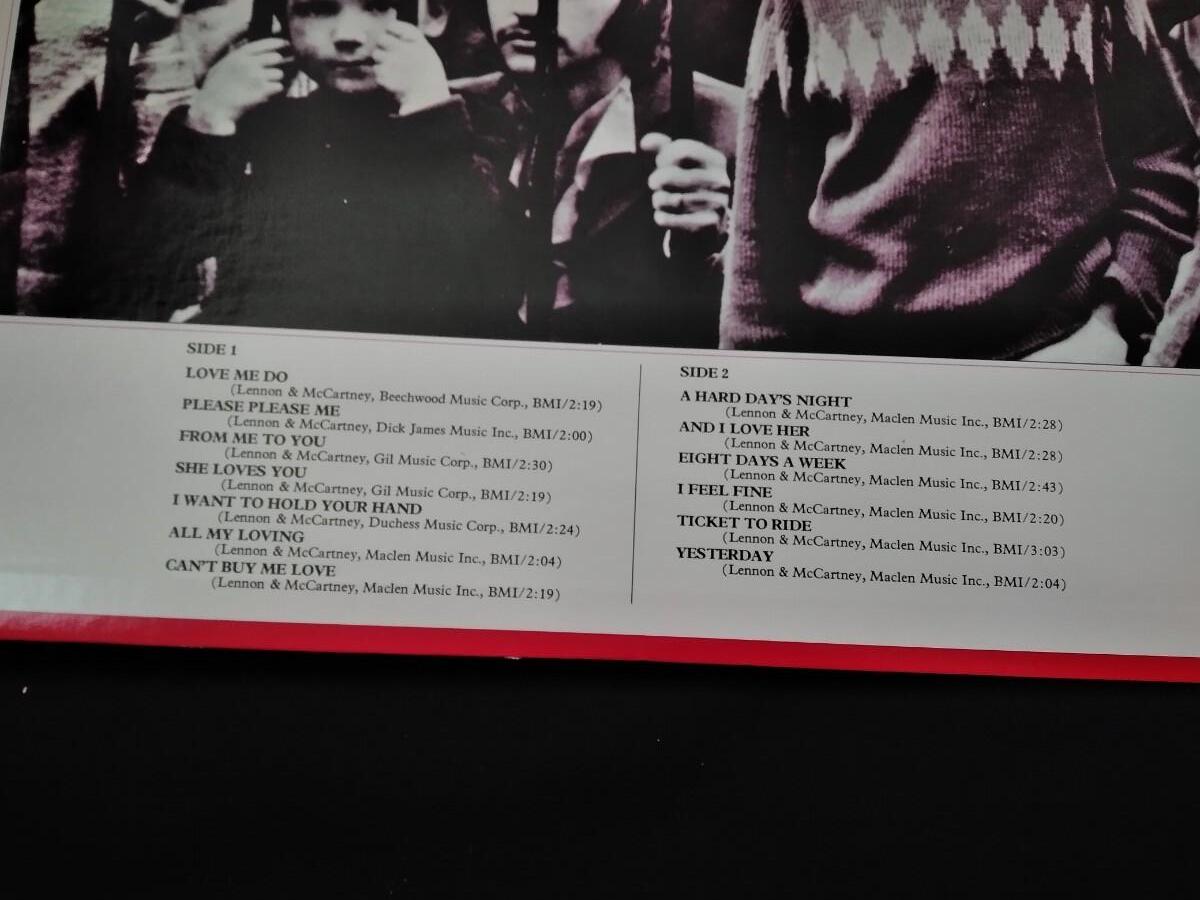 SIDE 1
LOVE ME DO
(Lennon & McCartney, Beechwood Music Corp., BMI/2:19)
PLEASE PLEASE ME
(Lennon & McCartney, Dick James Music Inc., BMI/2:00)
FROM ME TO YOU
(Lennon & McCartney, Gil Music Corp., BMI/2:30)
SHE LOVES YOU
(Lennon & McCartney, Gil Music Corp., BMI/2:19)
I WANT TO HOLD YOUR HAND
(Lennon & McCartney, Duchess Music Corp., BMI/2:24)
ALL MY LOVING
(Lennon & McCartney, Maclen Music Inc., BMI/2:04)
CAN'T BUY ME LOVE
(Lennon & McCartney, Maclen Music Inc., BMI/2:19)
SIDE 2
A HARD DAY'S NIGHT
(Lennon & McCartney, Maclen Music Inc., BMI/2:28)
AND I LOVE HER
(Lennon & McCartney, Maclen Music Inc., BMI/2:28)
EIGHT DAYS A WEEK
(Lennon & McCartney, Maclen Music Inc., BMI/2:43)
I FEEL FINE
(Lennon & McCartney, Maclen Music Inc., BMI/2:20)
TICKET TO RIDE
(Lennon & McCartney, Maclen Music Inc., BMI/3:03)
YESTERDAY
(Lennon & McCartney, Maclen Music Inc., BMI/2:04)